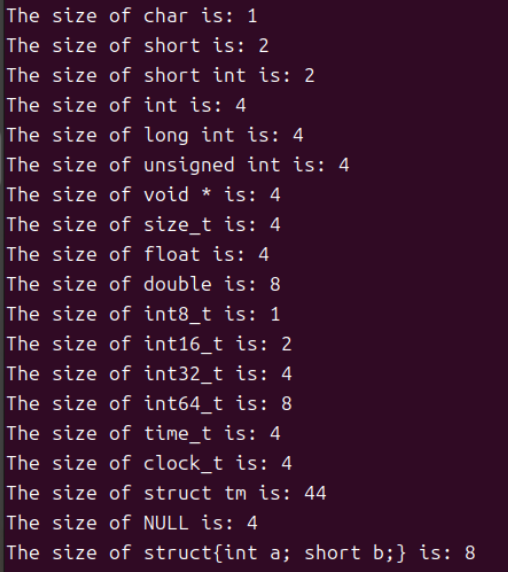 The size of char is: 1
The size of short is: 2
The size of short int is: 2
The size of int is: 4
The size of long int is: 4
The size of unsigned int is: 4
The size of void * is: 4
The size of size_t is: 4
The size of float is: 4
The size of double is: 8
The size of int8_t is: 1
The size of int16_t is: 2
The size of int32_t is: 4
The size of int64_t is: 8
The size of time_t is: 4
The size of clock_t is: 4
The size of struct tm is: 44
The size of NULL is: 4
The size of struct{int a; short b;} is: 8